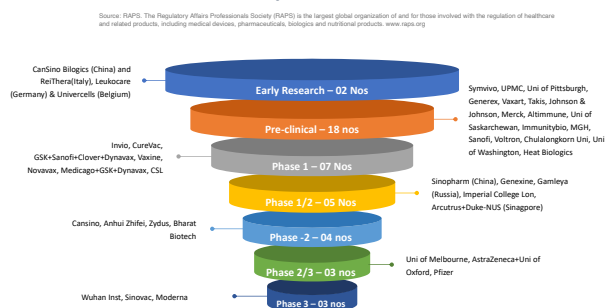 Source: RAPS. The Regulatory Affairs Professionals Society (RAPS) is the largest global organization of and for those involved with the regulation of healthcare
and related products, including medical devices, pharmaceuticals, biologics and nutritional products. www.raps.org
CanSino Bilogics (China) and
ReiThera(Italy), Leukocare
(Germany) & Univercells (Belgium)
Early Research – 02 Nos
Symvivo, UPMC, Uni of Pittsburgh,
Generex, Vaxart, Takis, Johnson &
Johnson, Merck, Altimmune, Uni of
Saskarchewan, Immunitybio, MGH,
Sanofi, Voltron, Chulalongkorn Uni, Uni
of Washington, Heat Biologics
Pre-clinical – 18 nos
Invio, CureVac,
GSK+Sanofi+Clover+Dynavax, Vaxine,
Novavax, Medicago+GSK+Dynavax, CSL
Phase 1 – 07 Nos
Sinopharm (China), Genexine, Gamleya
(Russia), Imperial College Lon,
Arcutrus+Duke-NUS (Sinagpore)
Phase 1/2 – 05 Nos
Cansino, Anhui Zhifei, Zydus, Bharat
Biotech
Phase -2 – 04 nos
Uni of Melbourne, AstraZeneca+Uni of
Oxford, Pfizer
Phase 2/3 – 03 nos
Wuhan Inst, Sinovac, Moderna
Phase 3 – 03 nos